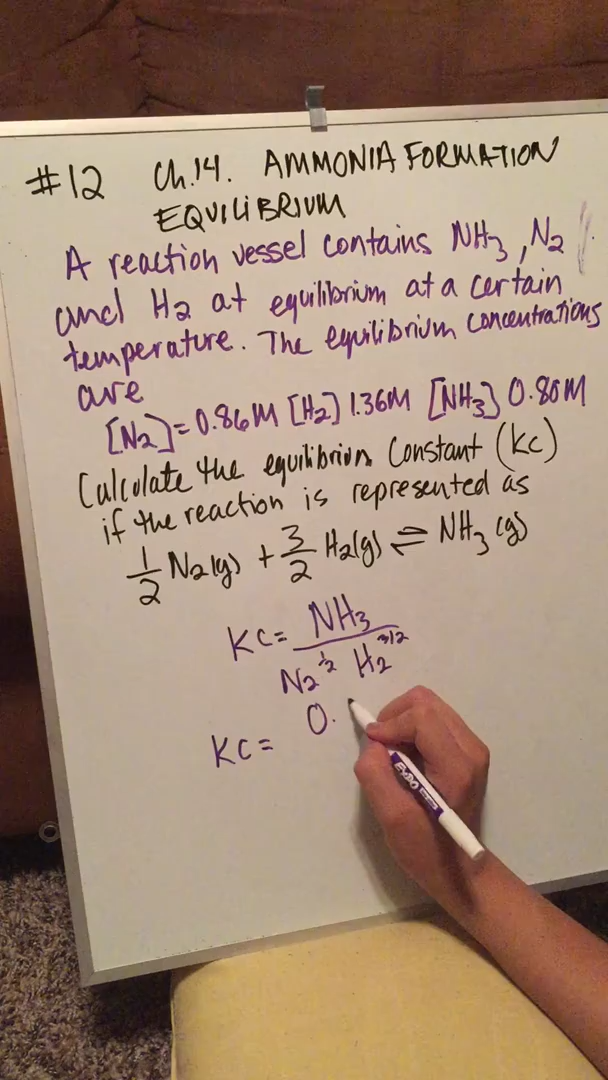 #12 Ch.14. AMMONIA FORMATION
EQUILIBRIUM
A reaction vessel contains NH3, N2
and H2 at equilibrium at a certain
temperature. The equilibrium concentrations
are
[N2]=0.86M [H2] 1.36M [NH3] 0.80M
Calculate the equilibrium constant (Kc)
if the reaction is represented as
1/2 N2(g) + 3/2 H2(g) ⇌ NH3(g)
Kc= NH3
N2^1/2 H2^3/2
Kc= 0.
EXPO